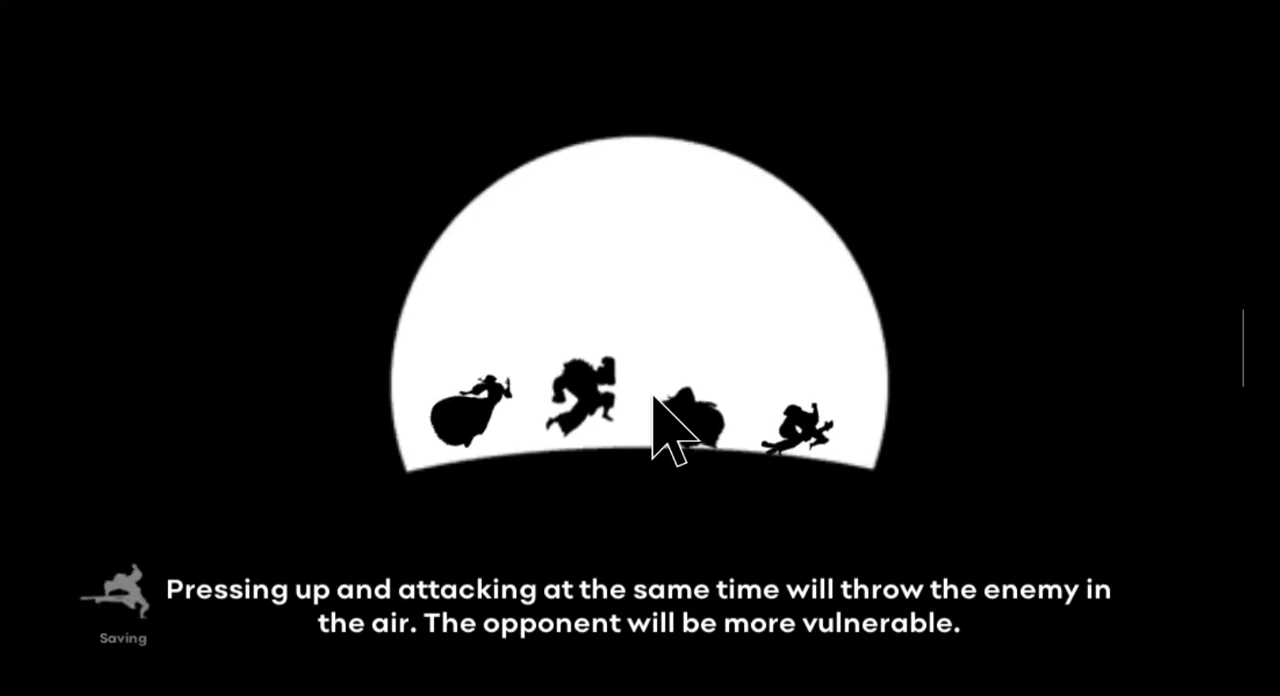 Pressing up and attacking at the same time will throw the enemy in
the air. The opponent will be more vulnerable.
Saving